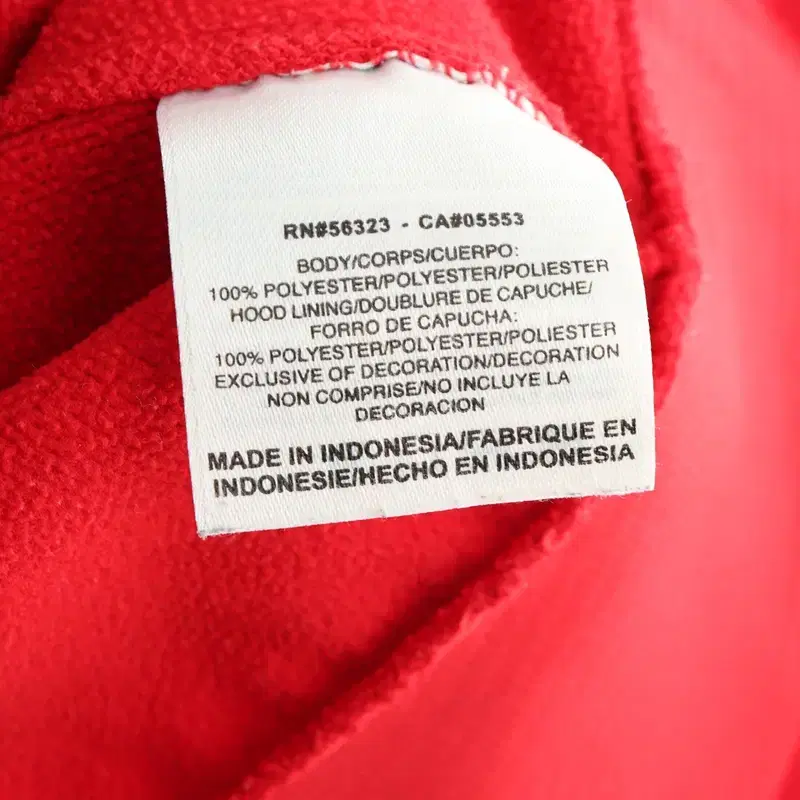 RN#56323 - CA#05553
BODY/CORPS/CUERPO:
100% POLYESTER/POLYESTER/POLIESTER
HOOD LINING/DOUBLURE DE CAPUCHE/
FORRO DE CAPUCHA:
100% POLYESTER/POLYESTER/POLIESTER
EXCLUSIVE OF DECORATION/DECORATION
NON COMPRISE/NO INCLUYE LA
DECORACION
MADE IN INDONESIA/FABRIQUE EN
INDONESIE/HECHO EN INDONESIA